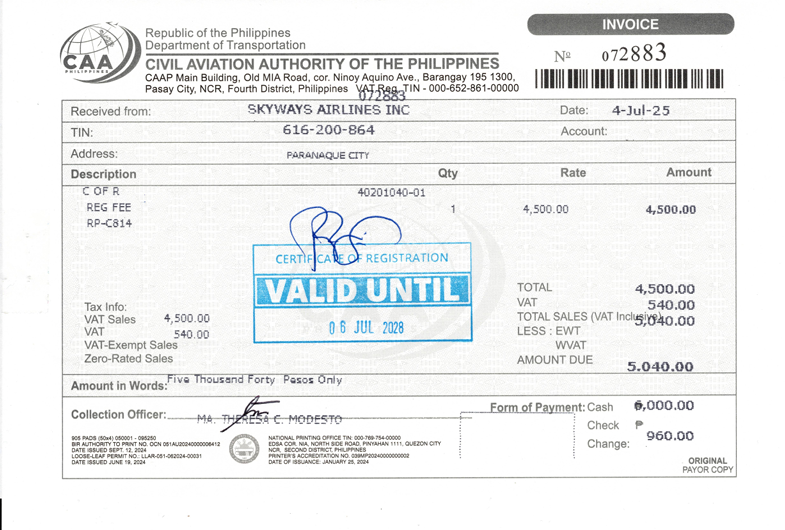 INVOICE
CAA
PHILIPPINES
Republic of the Philippines
Department of Transportation
CIVIL AVIATION AUTHORITY OF THE PHILIPPINES
CAAP Main Building, Old MIA Road, cor. Ninoy Aquino Ave., Barangay 195 1300,
Pasay City, NCR, Fourth District, Philippines VAT Reg. TIN - 000-652-861-00000
Nº 072883
072883
Received from: SKYWAYS AIRLINES INC Date: 4-Jul-25
TIN: 616-200-864 Account:
Address: PARANAQUE CITY
Description Qty Rate Amount
C OF R 40201040-01
REG FEE 1 4,500.00 4,500.00
RP-C814
CERTIFICATE OF REGISTRATION
VALID UNTIL
06 JUL 2028
TOTAL 4,500.00
VAT 540.00
TOTAL SALES (VAT Inclusive) 5,040.00
LESS : EWT
WVAT
AMOUNT DUE 5.040.00
Tax Info:
VAT Sales 4,500.00
VAT 540.00
VAT-Exempt Sales
Zero-Rated Sales
Amount in Words: Five Thousand Forty Pesos Only
Collection Officer: MA. THERESA C. MODESTO
Form of Payment: Cash 6,000.00
Check ₱
Change: 960.00
905 PADS (50x4) 050001 - 095250
BIR AUTHORITY TO PRINT NO. OCN 051AU20240000006412
DATE ISSUED SEPT. 12, 2024
LOOSE-LEAF PERMIT NO.: LLAR-051-062024-00031
DATE ISSUED JUNE 19, 2024
NATIONAL PRINTING OFFICE TIN: 000-769-754-00000
EDSA COR. NIA, NORTH SIDE ROAD, PINYAHAN 1111, QUEZON CITY
NCR, SECOND DISTRICT, PHILIPPINES
PRINTER'S ACCREDITATION NO. 039MP20240000000002
DATE OF ISSUANCE: JANUARY 25, 2024
ORIGINAL
PAYOR COPY